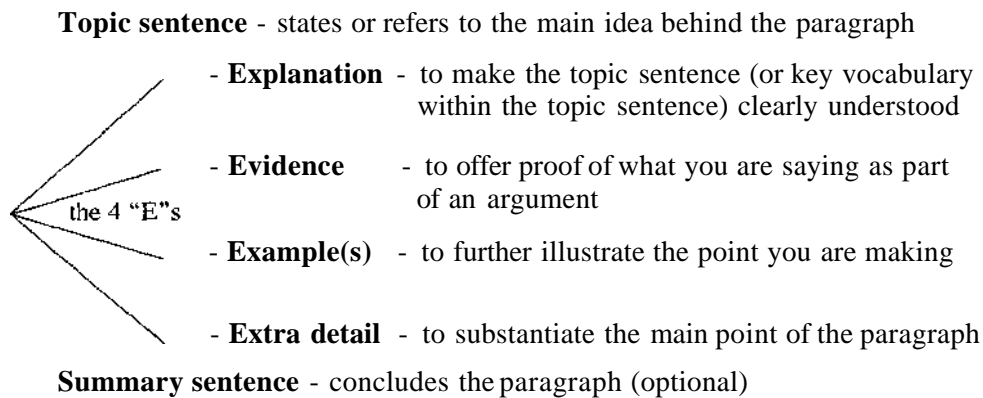 Topic sentence - states or refers to the main idea behind the paragraph
- Explanation - to make the topic sentence (or key vocabulary
within the topic sentence) clearly understood
- Evidence - to offer proof of what you are saying as part
of an argument
the 4 “E”s
- Example(s) - to further illustrate the point you are making
- Extra detail - to substantiate the main point of the paragraph
Summary sentence - concludes the paragraph (optional)